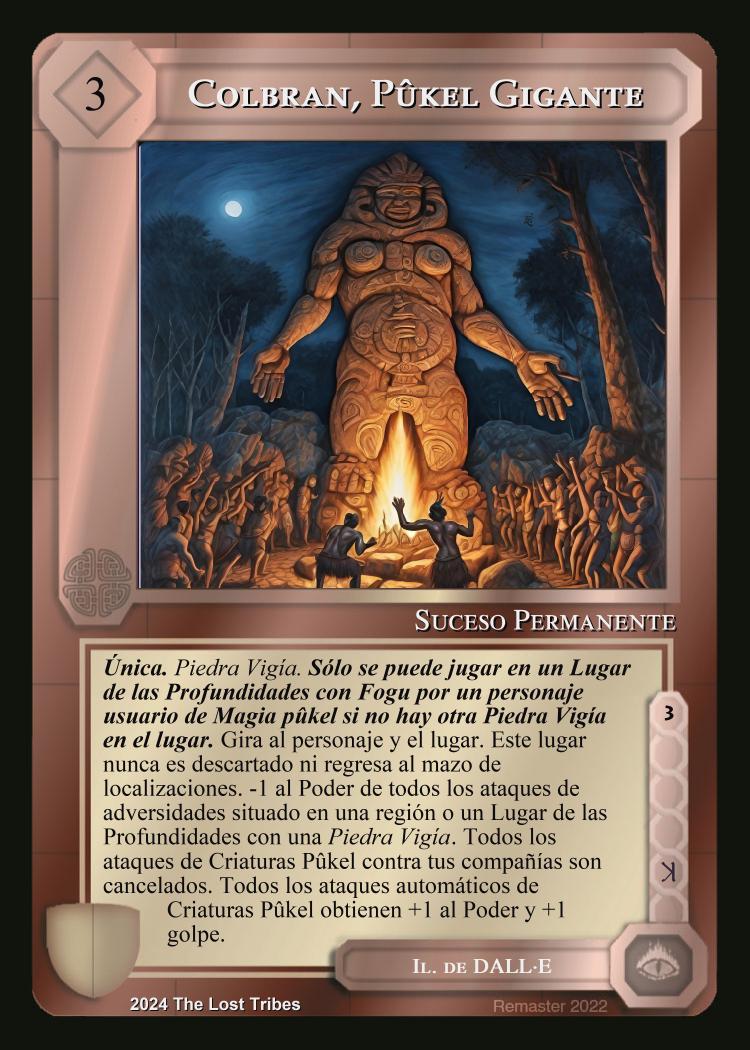 3
Colbran, Pûkel Gigante
Suceso Permanente
Única. Piedra Vigía. Sólo se puede jugar en un Lugar
de las Profundidades con Fogu por un personaje
usuario de Magia pûkel si no hay otra Piedra Vigía
en el lugar. Gira al personaje y el lugar. Este lugar
nunca es descartado ni regresa al mazo de
localizaciones. -1 al Poder de todos los ataques de
adversidades situado en una región o un Lugar de las
Profundidades con una Piedra Vigía. Todos los
ataques de Criaturas Pûkel contra tus compañías son
cancelados. Todos los ataques automáticos de
Criaturas Pûkel obtienen +1 al Poder y +1
golpe.
3
Il. de DALL·E
2024 The Lost Tribes
Remaster 2022